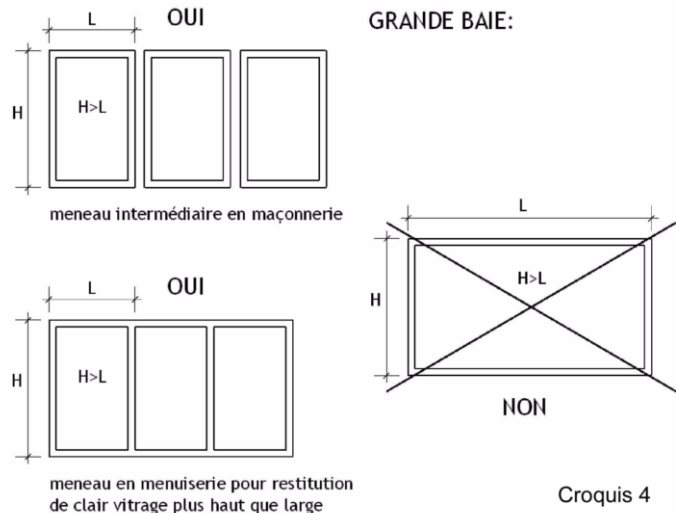 L OUI
H H>L
meneau intermédiaire en maçonnerie
L OUI
H H>L
meneau en menuiserie pour restitution
de clair vitrage plus haut que large
GRANDE BAIE:
L
H H>L
NON
Croquis 4